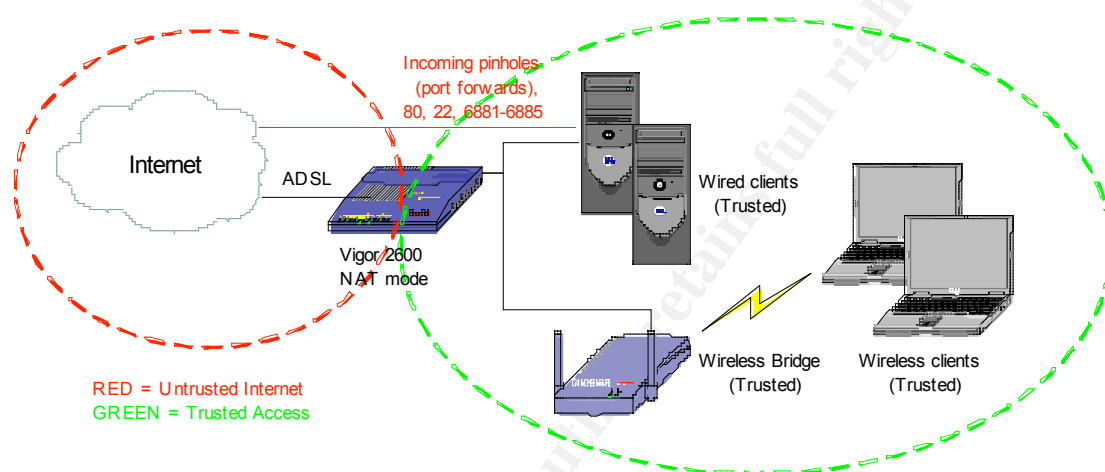 Incoming pinholes
(port forwards),
80, 22, 6881-6885
Internet
ADSL
Vigor 2600
NAT mode
Wired clients
(Trusted)
Wireless Bridge
(Trusted)
Wireless clients
(Trusted)
RED = Untrusted Internet
GREEN = Trusted Access